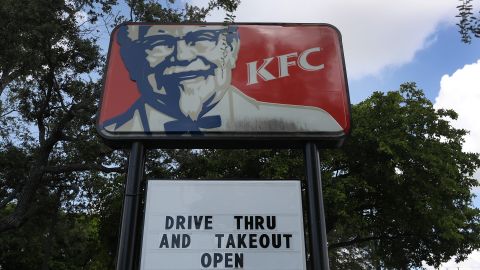 KFC
DRIVE THRU
AND TAKEOUT
OPEN